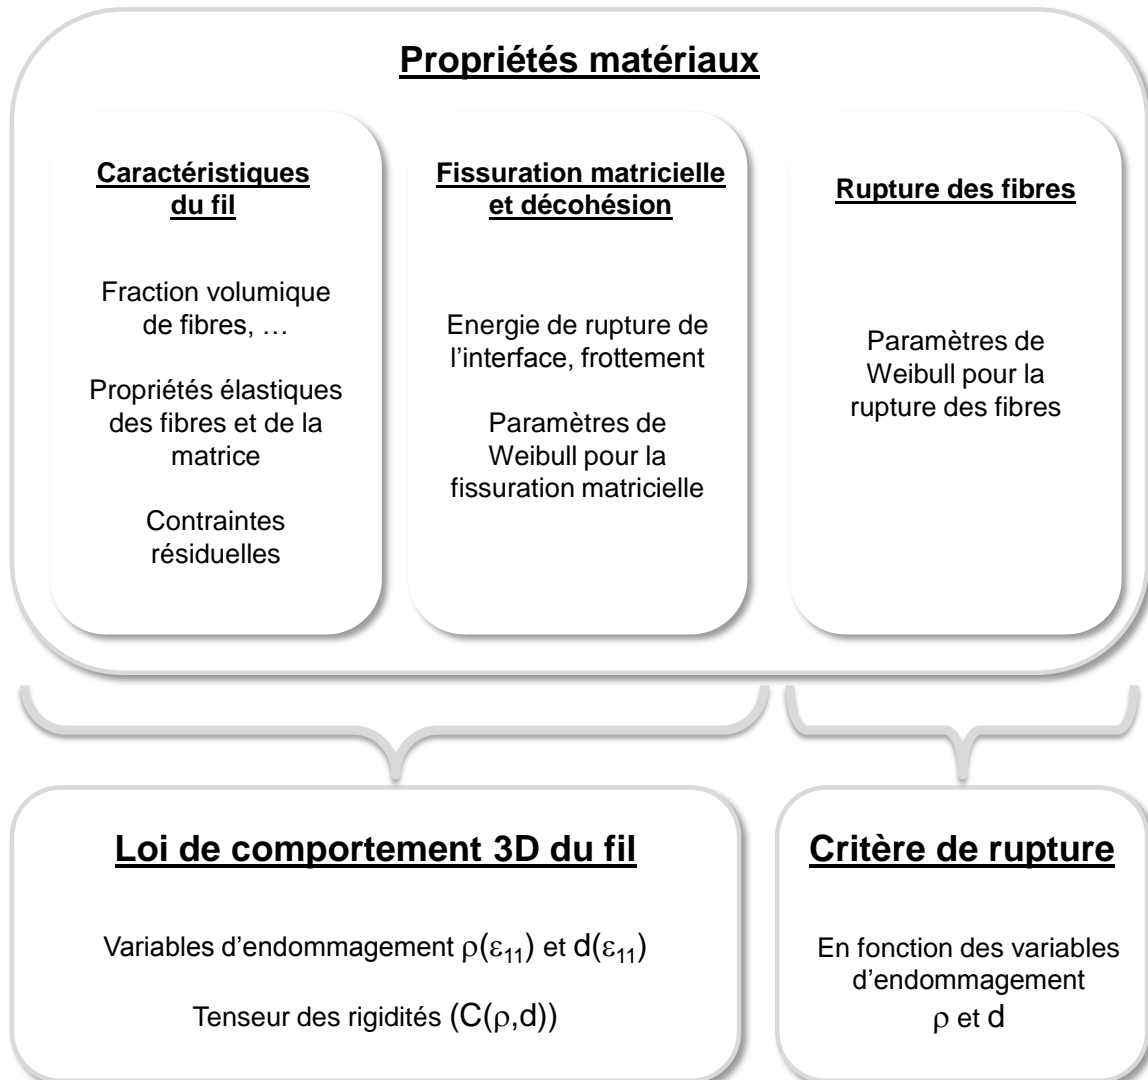 Propriétés matériaux
Caractéristiques
du fil
Fraction volumique
de fibres, …
Propriétés élastiques
des fibres et de la
matrice
Contraintes
résiduelles
Fissuration matricielle
et décohésion
Energie de rupture de
l’interface, frottement
Paramètres de
Weibull pour la
fissuration matricielle
Rupture des fibres
Paramètres de
Weibull pour la
rupture des fibres
Loi de comportement 3D du fil
Variables d’endommagement ρ(ε₁₁) et d(ε₁₁)
Tenseur des rigidités (C(ρ,d))
Critère de rupture
En fonction des variables
d’endommagement
ρ et d